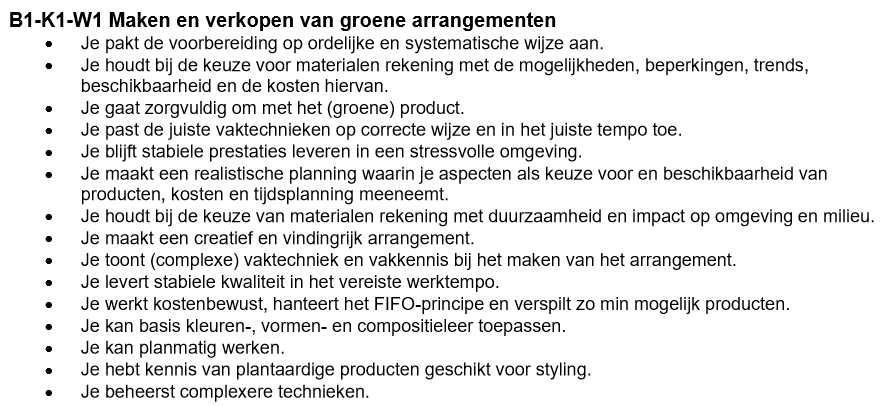 B1-K1-W1 Maken en verkopen van groene arrangementen
• Je pakt de voorbereiding op ordelijke en systematische wijze aan.
• Je houdt bij de keuze voor materialen rekening met de mogelijkheden, beperkingen, trends,
beschikbaarheid en de kosten hiervan.
• Je gaat zorgvuldig om met het (groene) product.
• Je past de juiste vaktechnieken op correcte wijze en in het juiste tempo toe.
• Je blijft stabiele prestaties leveren in een stressvolle omgeving.
• Je maakt een realistische planning waarin je aspecten als keuze voor en beschikbaarheid van
producten, kosten en tijdsplanning meeneemt.
• Je houdt bij de keuze van materialen rekening met duurzaamheid en impact op omgeving en milieu.
• Je maakt een creatief en vindingrijk arrangement.
• Je toont (complexe) vaktechniek en vakkennis bij het maken van het arrangement.
• Je levert stabiele kwaliteit in het vereiste werktempo.
• Je werkt kostenbewust, hanteert het FIFO-principe en verspilt zo min mogelijk producten.
• Je kan basis kleuren-, vormen- en compositieleer toepassen.
• Je kan planmatig werken.
• Je hebt kennis van plantaardige producten geschikt voor styling.
• Je beheerst complexere technieken.